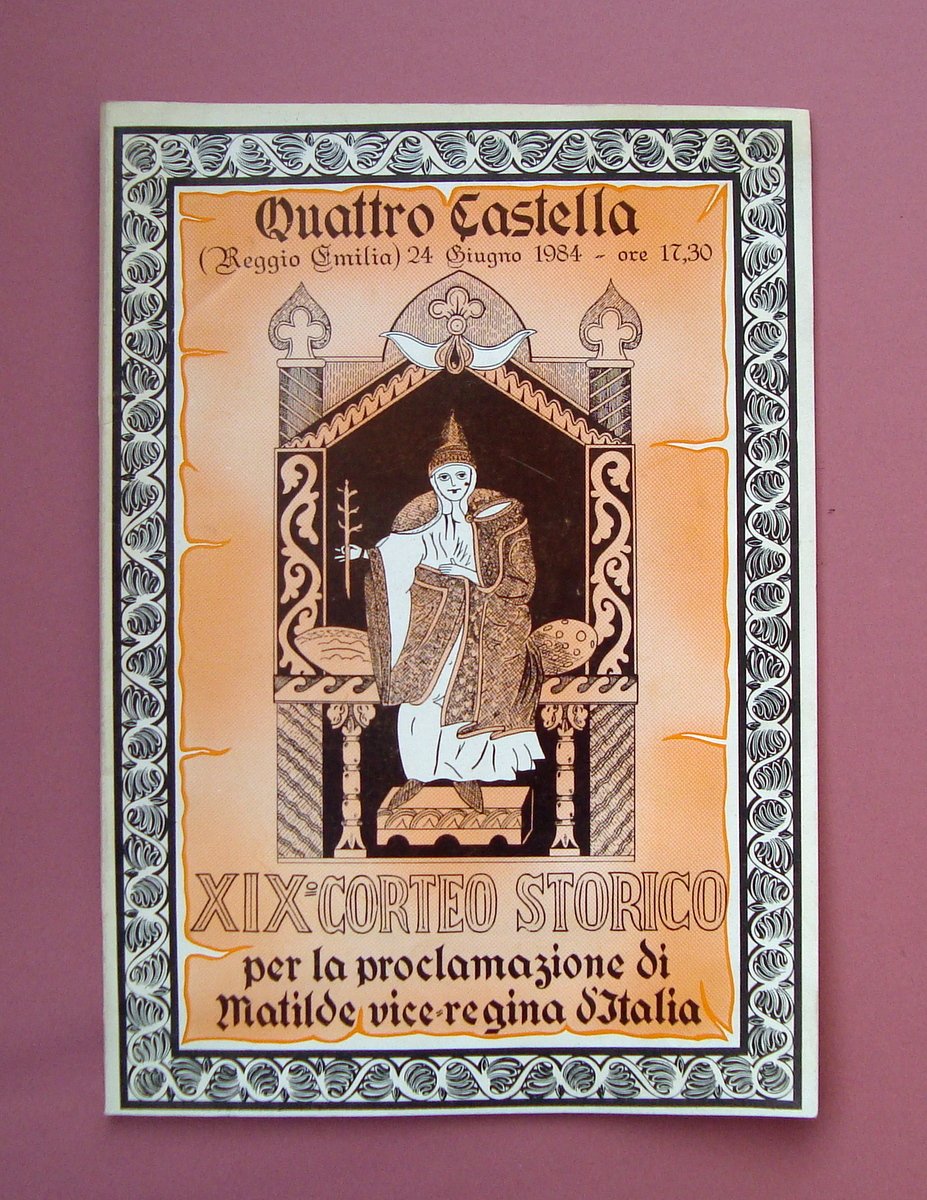 Quattro Castella
(Reggio Emilia) 24 Giugno 1984 - ore 17,30
XIXº CORTEO STORICO
per la proclamazione di
Matilde vice-regina d'Italia